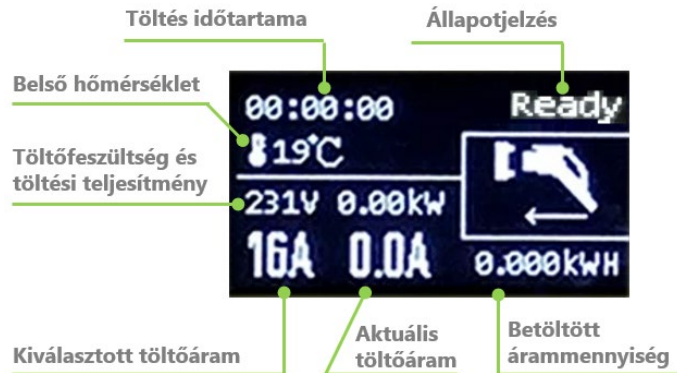 Töltés időtartama
Állapotjelzés
Belső hőmérséklet
00:00:00
Ready
19°C
Töltőfeszültség és
töltési teljesítmény
231V 0.00kW
16A 0.0A
0.000kWH
Kiválasztott töltőáram
Aktuális
töltőáram
Betöltött
árammennyiség